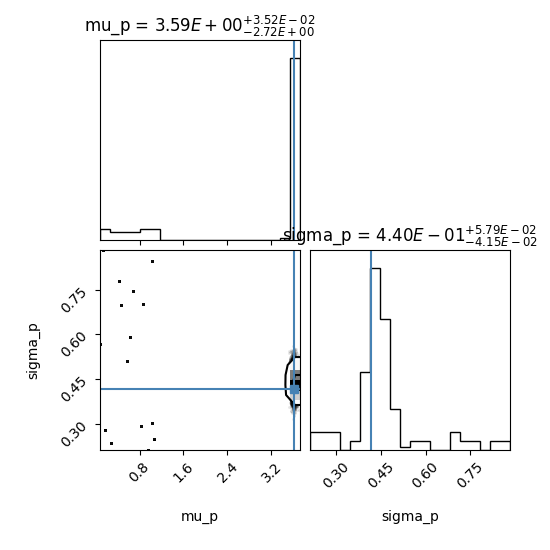 mu_p = 3.59E + 00 +3.52E − 02 −2.72E + 00
sigma_p = 4.40E − 01 +5.79E − 02 −4.15E − 02
sigma_p
0.75
0.60
0.45
0.30
0.8 1.6 2.4 3.2
0.30 0.45 0.60 0.75
mu_p
sigma_p